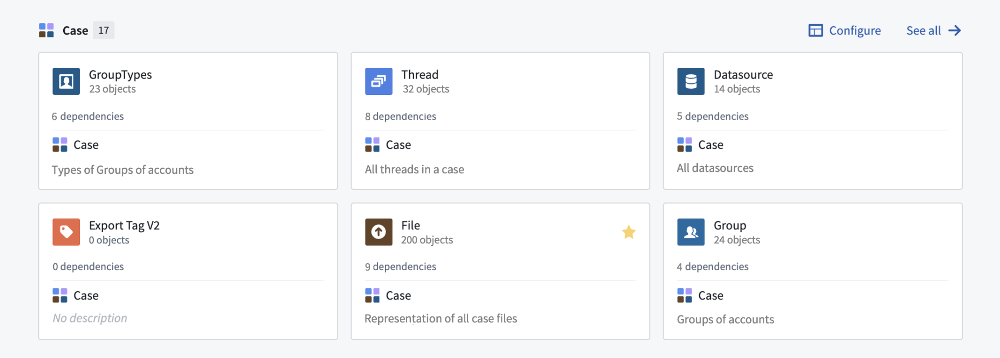 Case 17
Configure See all
GroupTypes
23 objects
6 dependencies
Case
Types of Groups of accounts
Thread
32 objects
8 dependencies
Case
All threads in a case
Datasource
14 objects
5 dependencies
Case
All datasources
Export Tag V2
0 objects
0 dependencies
Case
No description
File
200 objects
9 dependencies
Case
Representation of all case files
Group
24 objects
4 dependencies
Case
Groups of accounts